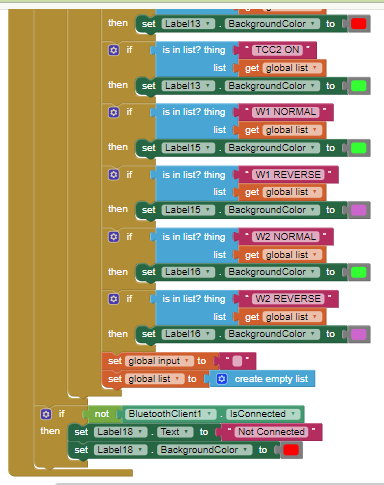 then set Label13 . BackgroundColor to
if is in list? thing " TCC2 ON "
list get global list
then set Label13 . BackgroundColor to
if is in list? thing " W1 NORMAL "
list get global list
then set Label15 . BackgroundColor to
if is in list? thing " W1 REVERSE "
list get global list
then set Label15 . BackgroundColor to
if is in list? thing " W2 NORMAL "
list get global list
then set Label16 . BackgroundColor to
if is in list? thing " W2 REVERSE "
list get global list
then set Label16 . BackgroundColor to
set global input to " "
set global list to create empty list
if not BluetoothClient1 . IsConnected
then set Label18 . Text to " Not Connected "
set Label18 . BackgroundColor to